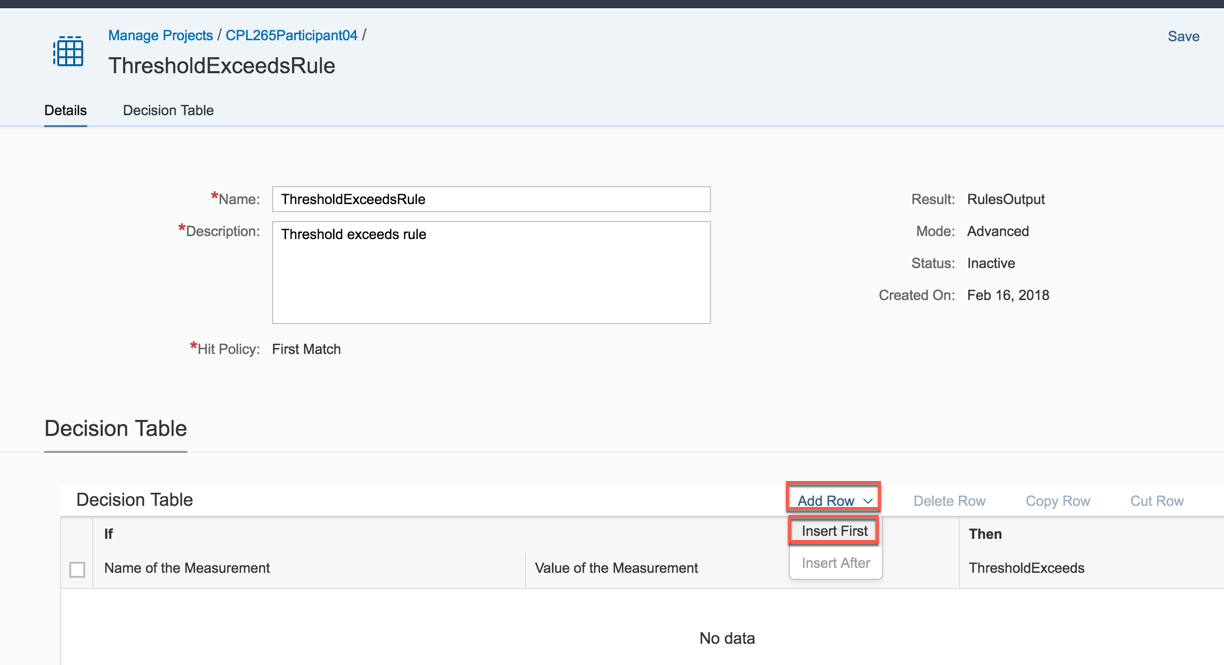 Manage Projects / CPL265Participant04 /
Save
ThresholdExceedsRule
Details Decision Table
*Name: ThresholdExceedsRule
Result: RulesOutput
*Description: Threshold exceeds rule
Mode: Advanced
Status: Inactive
Created On: Feb 16, 2018
*Hit Policy: First Match
Decision Table
Decision Table
Add Row Delete Row Copy Row Cut Row
If Insert First Then
Name of the Measurement Value of the Measurement Insert After ThresholdExceeds
No data